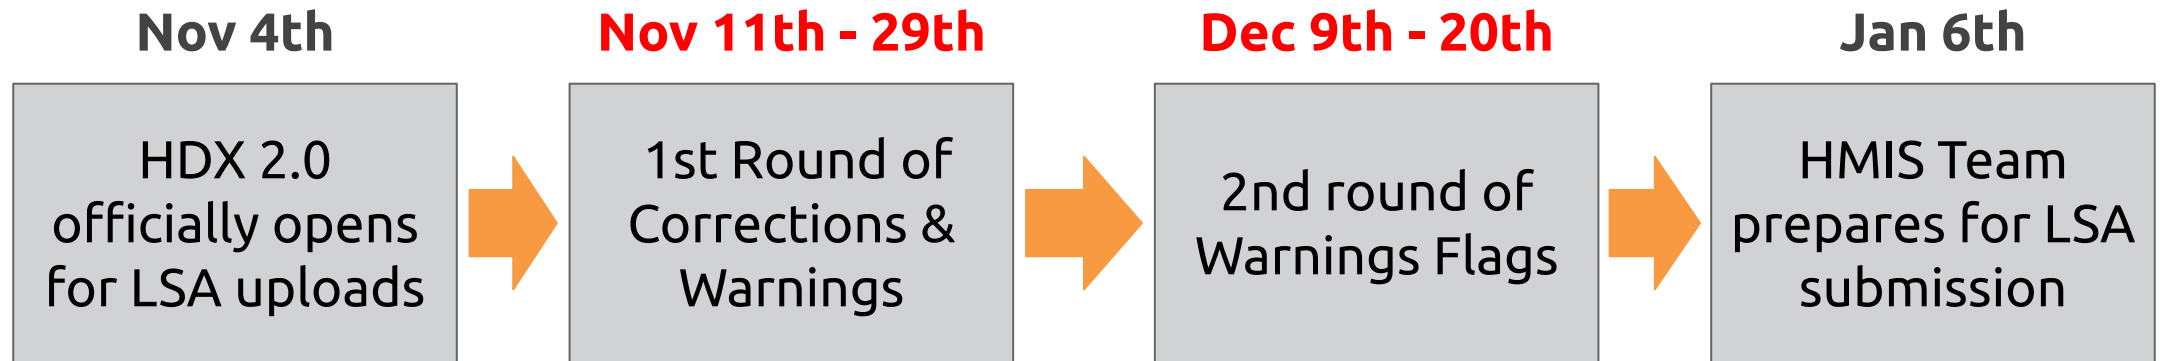 Nov 4th
HDX 2.0
officially opens
for LSA uploads
Nov 11th - 29th
1st Round of
Corrections &
Warnings
Dec 9th - 20th
2nd round of
Warnings Flags
Jan 6th
HMIS Team
prepares for LSA
submission